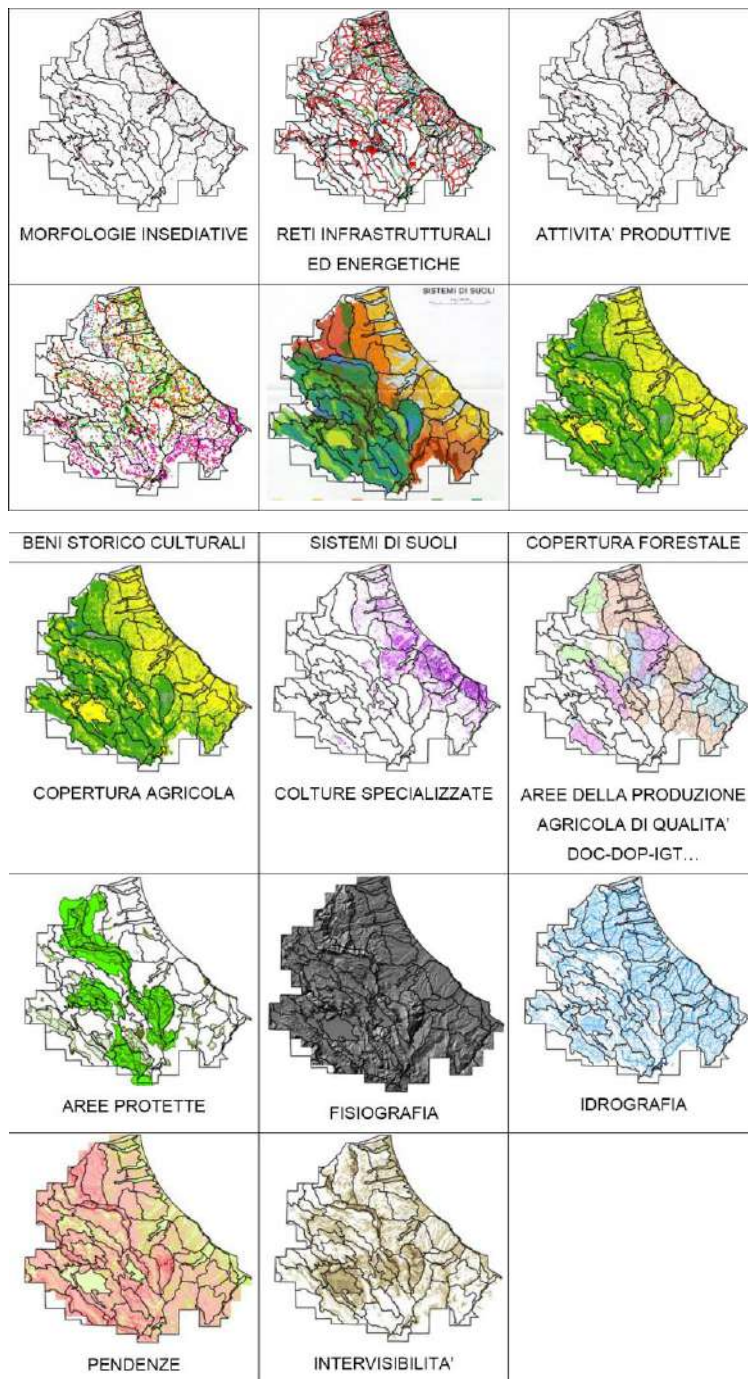 MORFOLOGIE INSEDIATIVE
RETI INFRASTRUTTURALI
ED ENERGETICHE
ATTIVITA' PRODUTTIVE
SISTEMI DI SUOLI
BENI STORICO CULTURALI
SISTEMI DI SUOLI
COPERTURA FORESTALE
COPERTURA AGRICOLA
COLTURE SPECIALIZZATE
AREE DELLA PRODUZIONE
AGRICOLA DI QUALITA'
DOC-DOP-IGT...
AREE PROTETTE
FISIOGRAFIA
IDROGRAFIA
PENDENZE
INTERVISIBILITA'